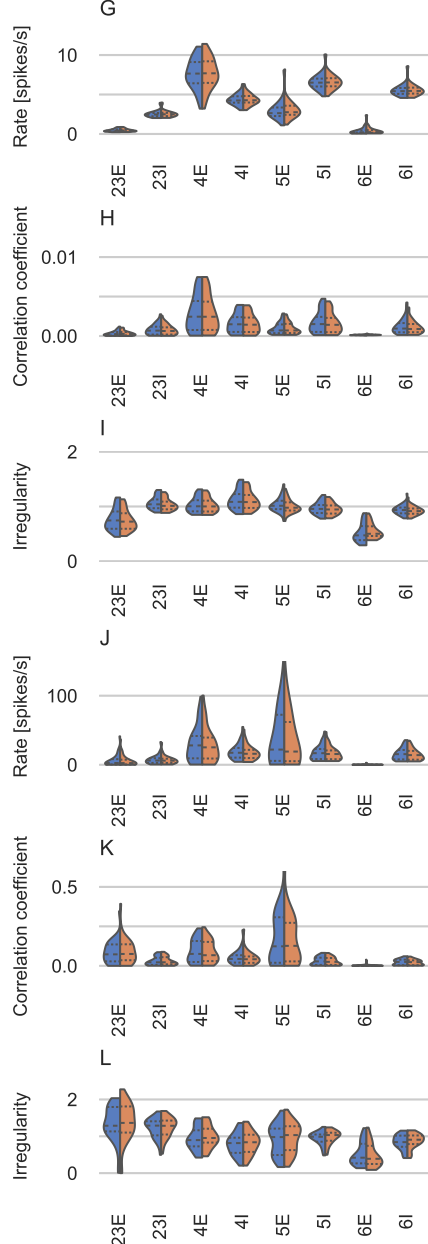 G
Rate [spikes/s]
10
0
23E 23I 4E 4I 5E 5I 6E 6I
H
Correlation coefficient
0.01
0.00
23E 23I 4E 4I 5E 5I 6E 6I
I
Irregularity
2
1
0
23E 23I 4E 4I 5E 5I 6E 6I
J
Rate [spikes/s]
100
0
23E 23I 4E 4I 5E 5I 6E 6I
K
Correlation coefficient
0.5
0.0
23E 23I 4E 4I 5E 5I 6E 6I
L
Irregularity
2
0
23E 23I 4E 4I 5E 5I 6E 6I